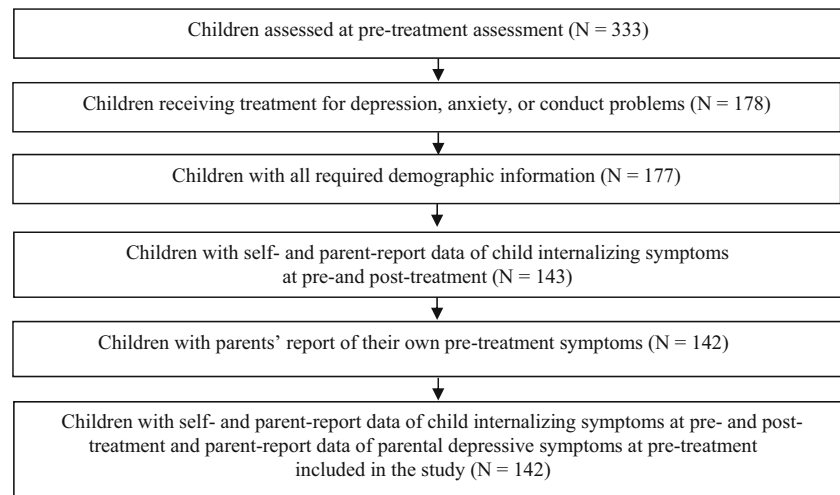 Children assessed at pre-treatment assessment (N = 333)
Children receiving treatment for depression, anxiety, or conduct problems (N = 178)
Children with all required demographic information (N = 177)
Children with self- and parent-report data of child internalizing symptoms
at pre-and post-treatment (N = 143)
Children with parents' report of their own pre-treatment symptoms (N = 142)
Children with self- and parent-report data of child internalizing symptoms at pre- and post-
treatment and parent-report data of parental depressive symptoms at pre-treatment
included in the study (N = 142)